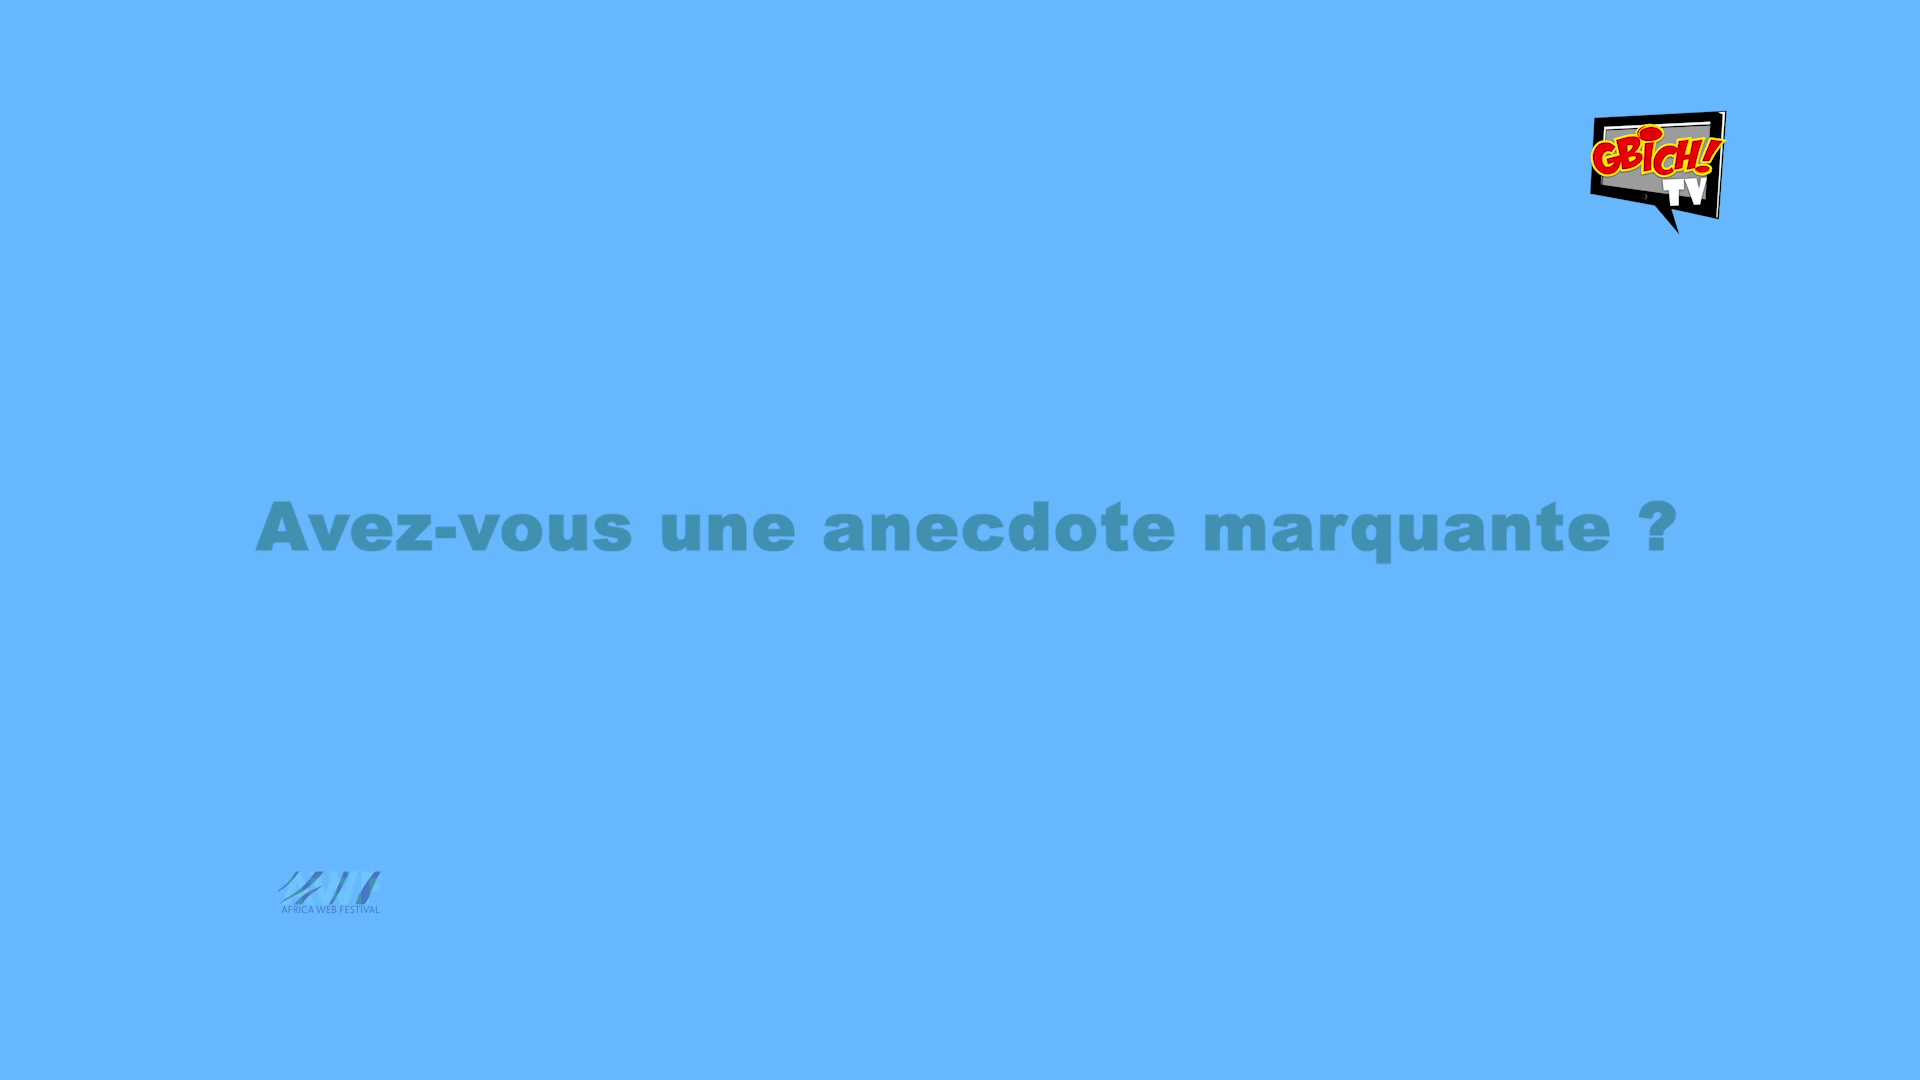 GBICH!
TV
Avez-vous une anecdote marquante ?
AFRICA WEB FESTIVAL